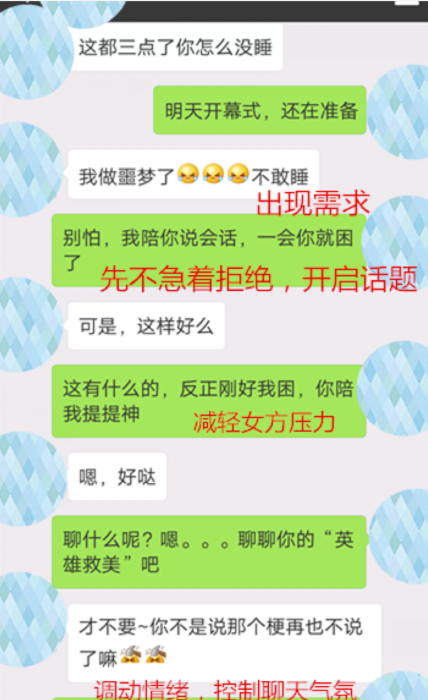 这都三点了你怎么没睡
明天开幕式，还在准备
我做噩梦了不敢睡
出现需求
别怕，我陪你说会话，一会你就困
了
先不急着拒绝，开启话题
可是，这样好么
这有什么的，反正刚好我困，你陪
我提提神
减轻女方压力
嗯，好哒
聊什么呢？嗯。。。聊聊你的“英
雄救美”吧
才不要~你不是说那个梗再也不说
了嘛
调动情绪，控制聊天气氛